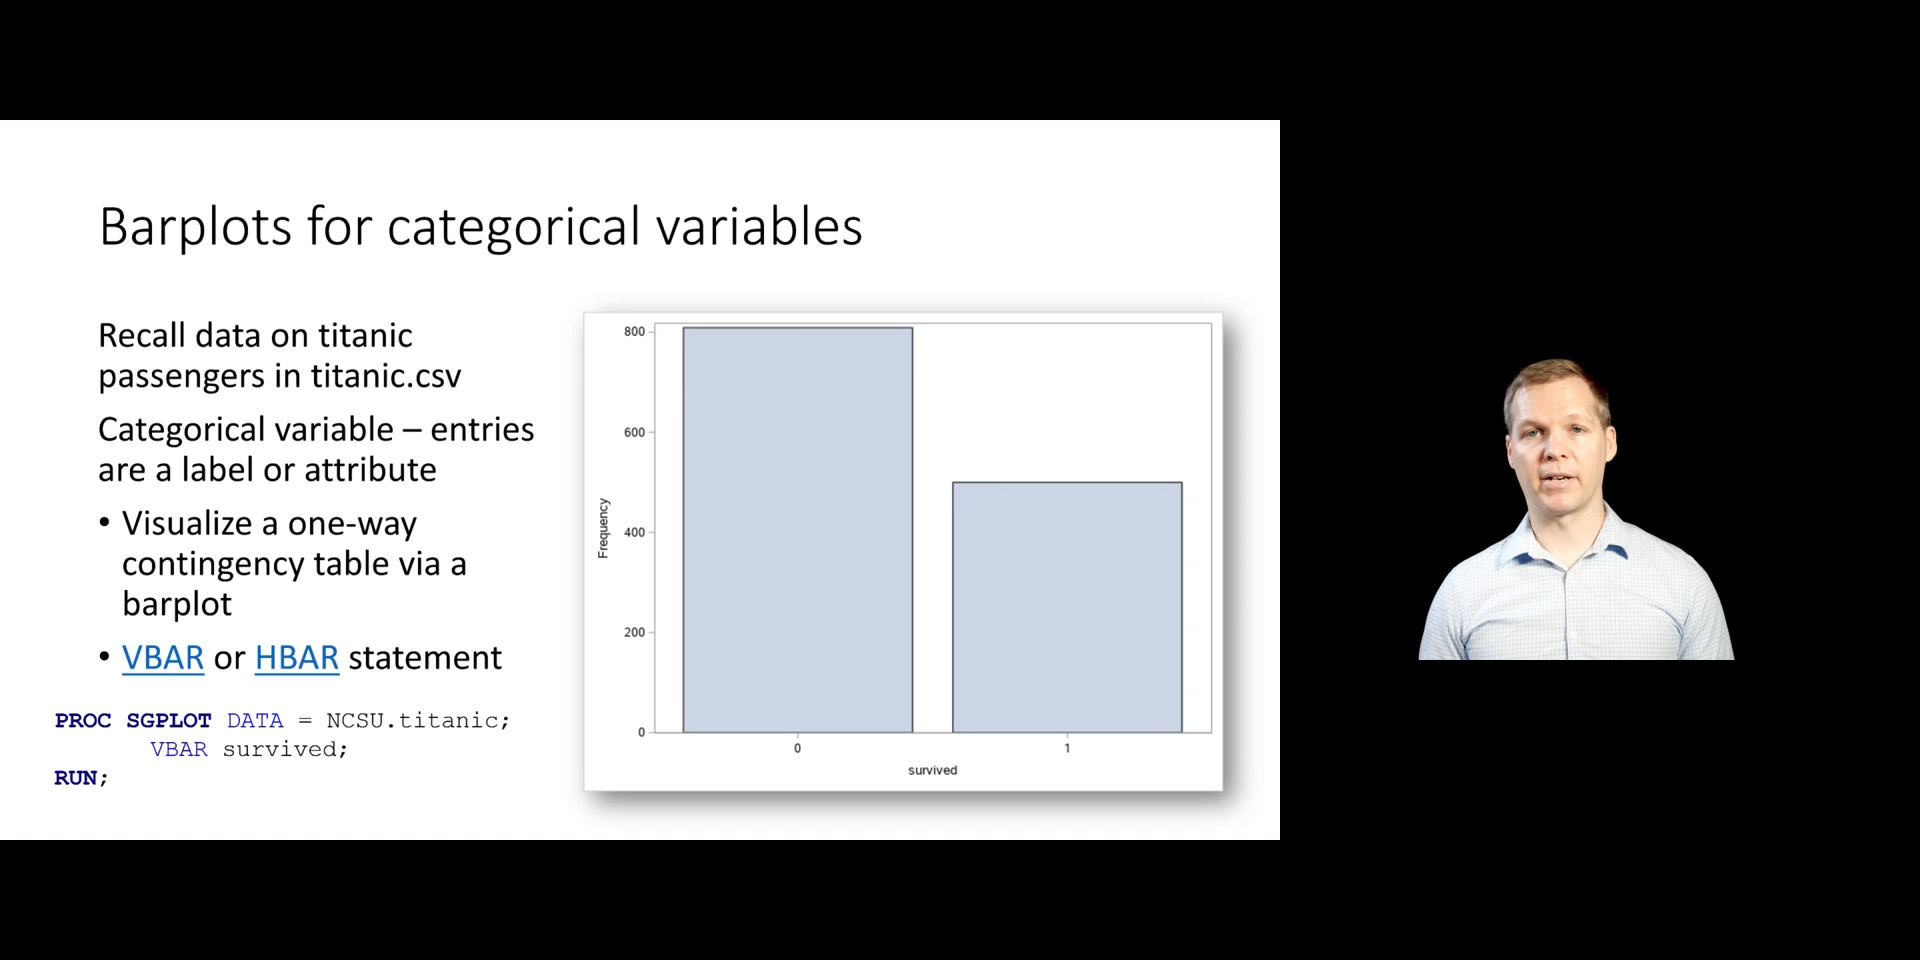 Barplots for categorical variables
Recall data on titanic
passengers in titanic.csv
Categorical variable – entries
are a label or attribute
• Visualize a one-way
contingency table via a
barplot
• VBAR or HBAR statement
PROC SGPLOT DATA = NCSU.titanic;
VBAR survived;
RUN;
800
600
400
200
0
Frequency
0
1
survived